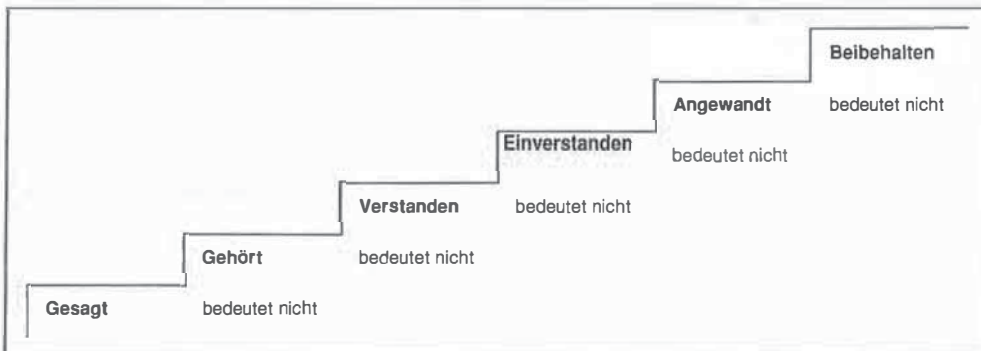 Beibehalten
Angewandt bedeutet nicht
Einverstanden bedeutet nicht
Verstanden bedeutet nicht
Gehört bedeutet nicht
Gesagt bedeutet nicht